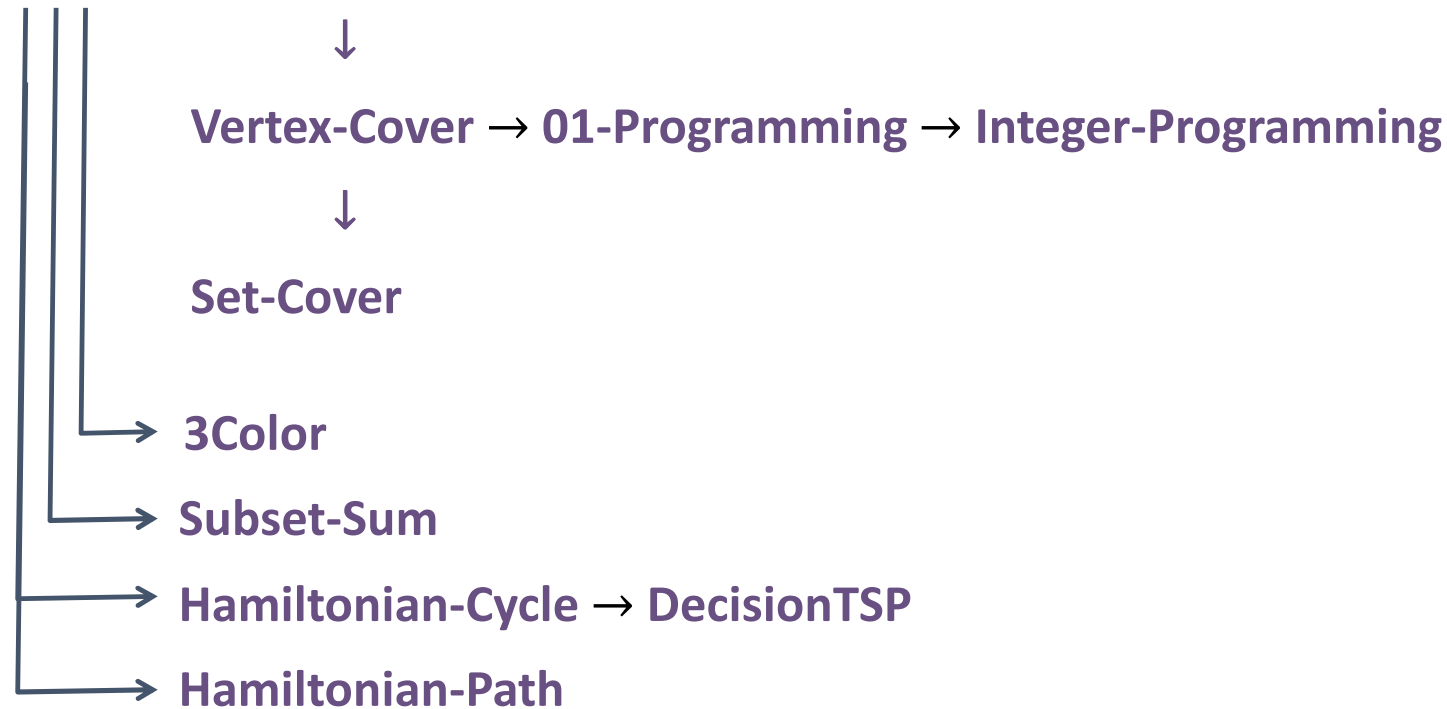 ↓
Vertex-Cover → 01-Programming → Integer-Programming
↓
Set-Cover
3Color
Subset-Sum
Hamiltonian-Cycle → DecisionTSP
Hamiltonian-Path